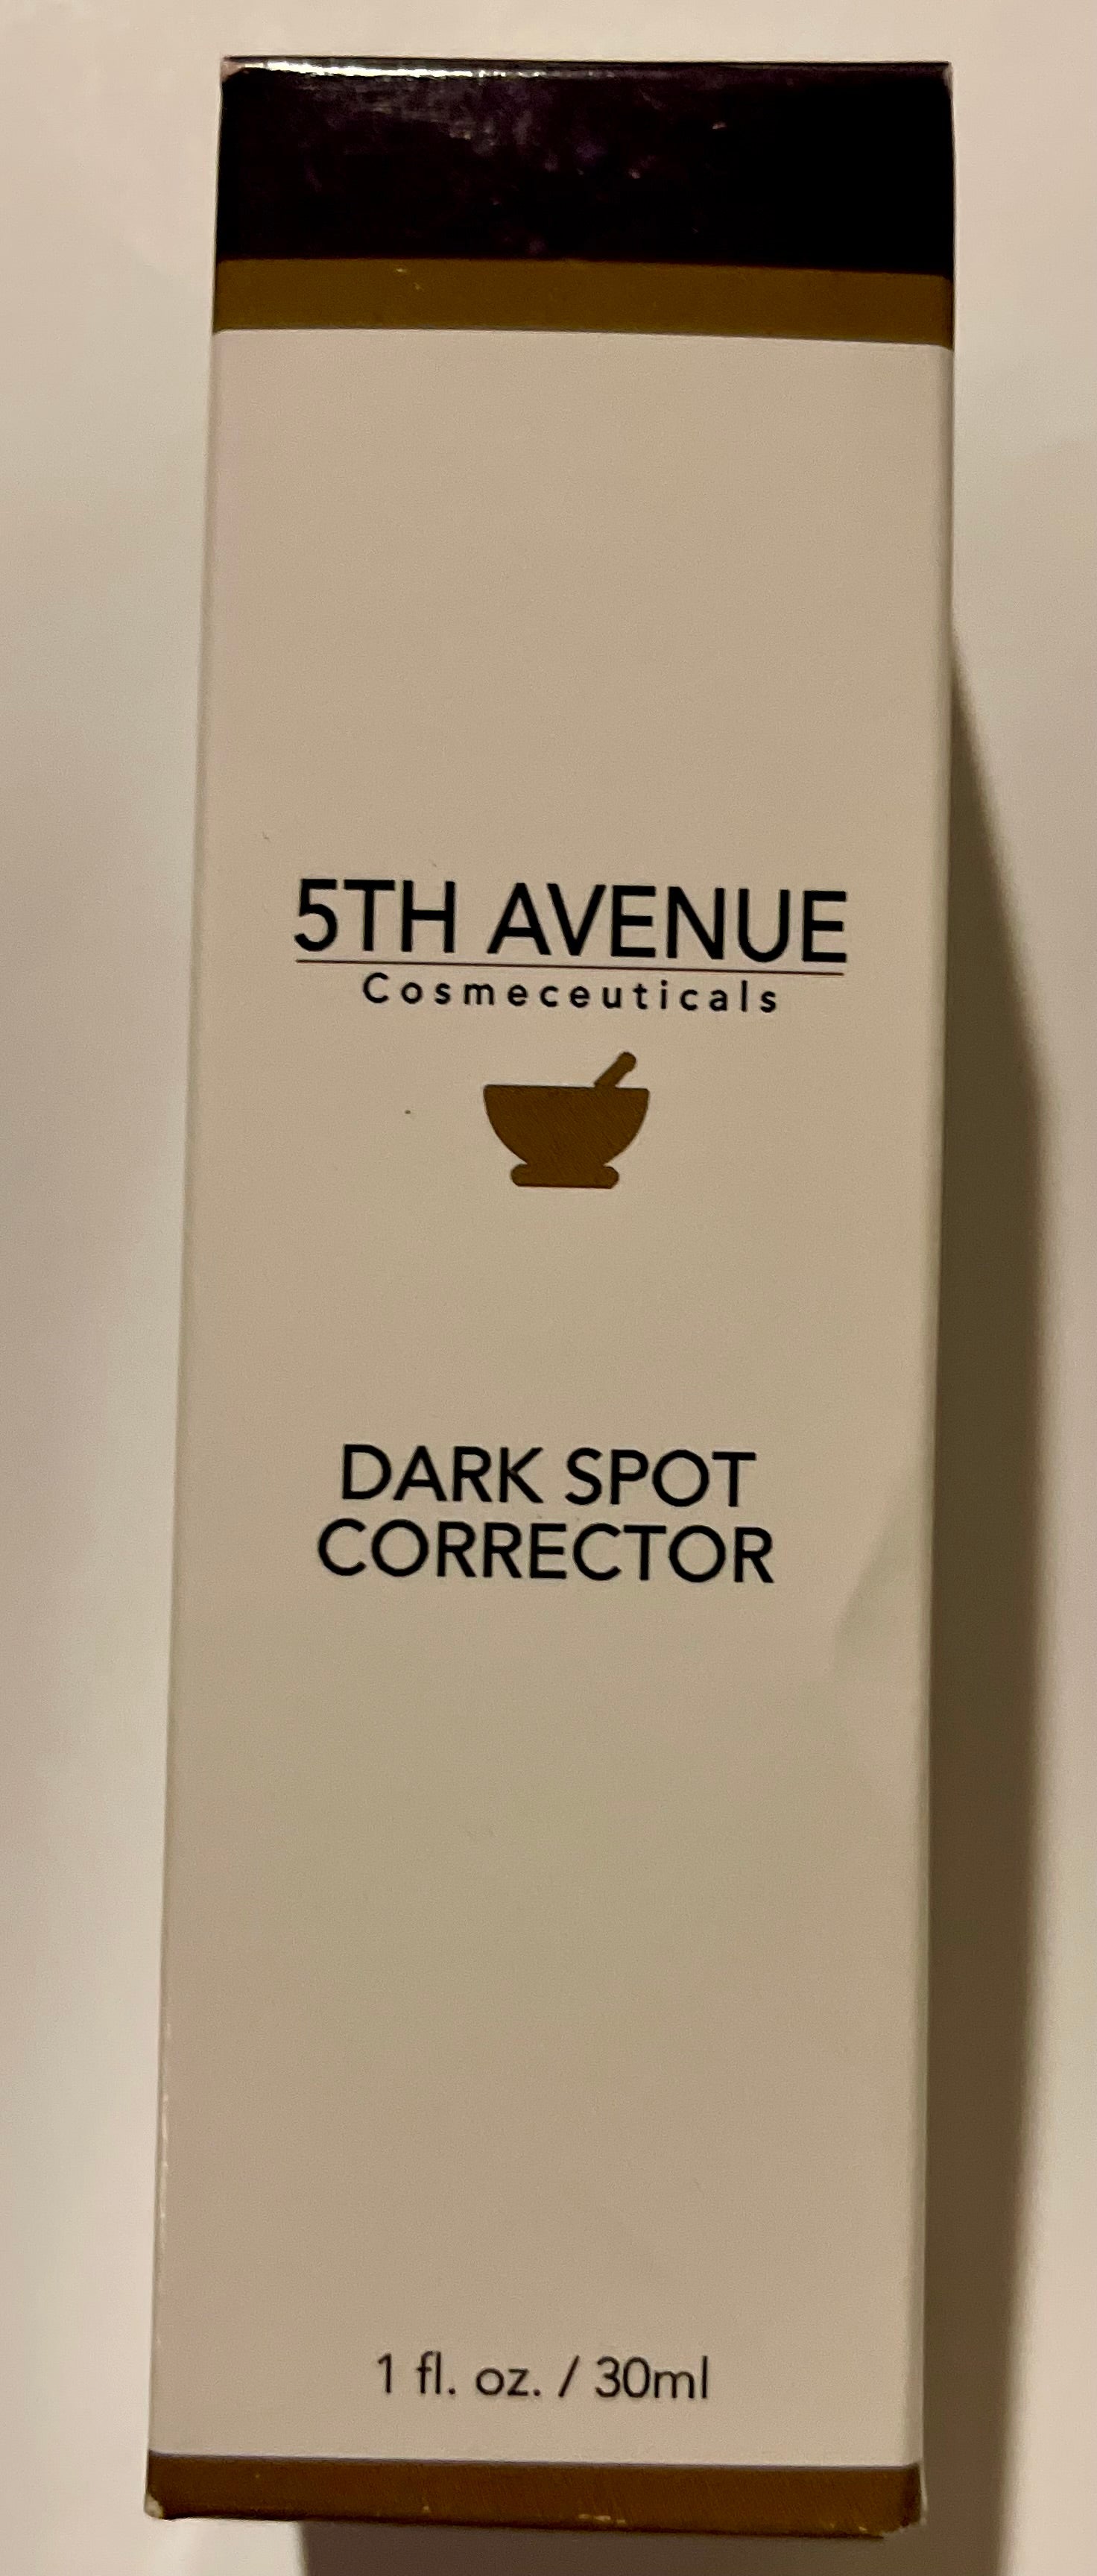 5TH AVENUE
Cosmeceuticals
DARK SPOT
CORRECTOR
1 fl. oz. / 30ml